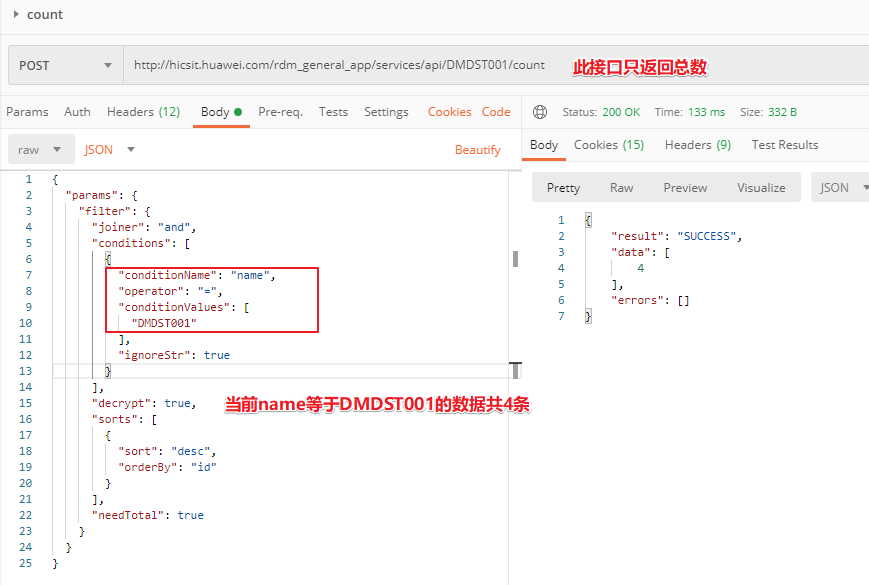 count
POST
http://hicsit.huawei.com/rdm_general_app/services/api/DMDST001/count
此接口只返回总数
Params Auth Headers (12) Body Pre-req. Tests Settings Cookies Code
Status: 200 OK Time: 133 ms Size: 332 B
raw JSON Beautify
Body Cookies (15) Headers (9) Test Results
Pretty Raw Preview Visualize JSON
1 {
2 "params": {
3 "filter": {
4 "joiner": "and",
5 "conditions": [
6 {
7 "conditionName": "name",
8 "operator": "=",
9 "conditionValues": [
10 "DMDST001"
11 ],
12 "ignoreStr": true
13 }
14 ],
15 "decrypt": true,
16 "sorts": [
17 {
18 "sort": "desc",
19 "orderBy": "id"
20 }
21 ],
22 "needTotal": true
23 }
24 }
25 }
当前name等于DMDST001的数据共4条
1 {
2 "result": "SUCCESS",
3 "data": [
4 4
5 ],
6 "errors": []
7 }